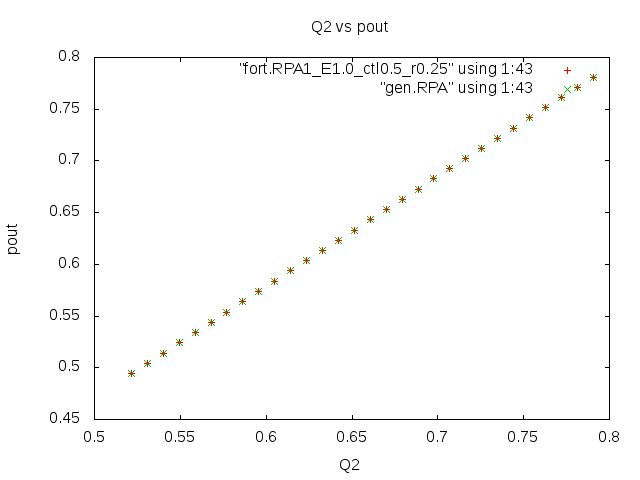 Q2 vs pout
"fort.RPA1_E1.0_ctl0.5_r0.25" using 1:43
"gen.RPA" using 1:43
0.8
0.75
0.7
0.65
0.6
0.55
0.5
0.45
pout
0.5 0.55 0.6 0.65 0.7 0.75 0.8
Q2